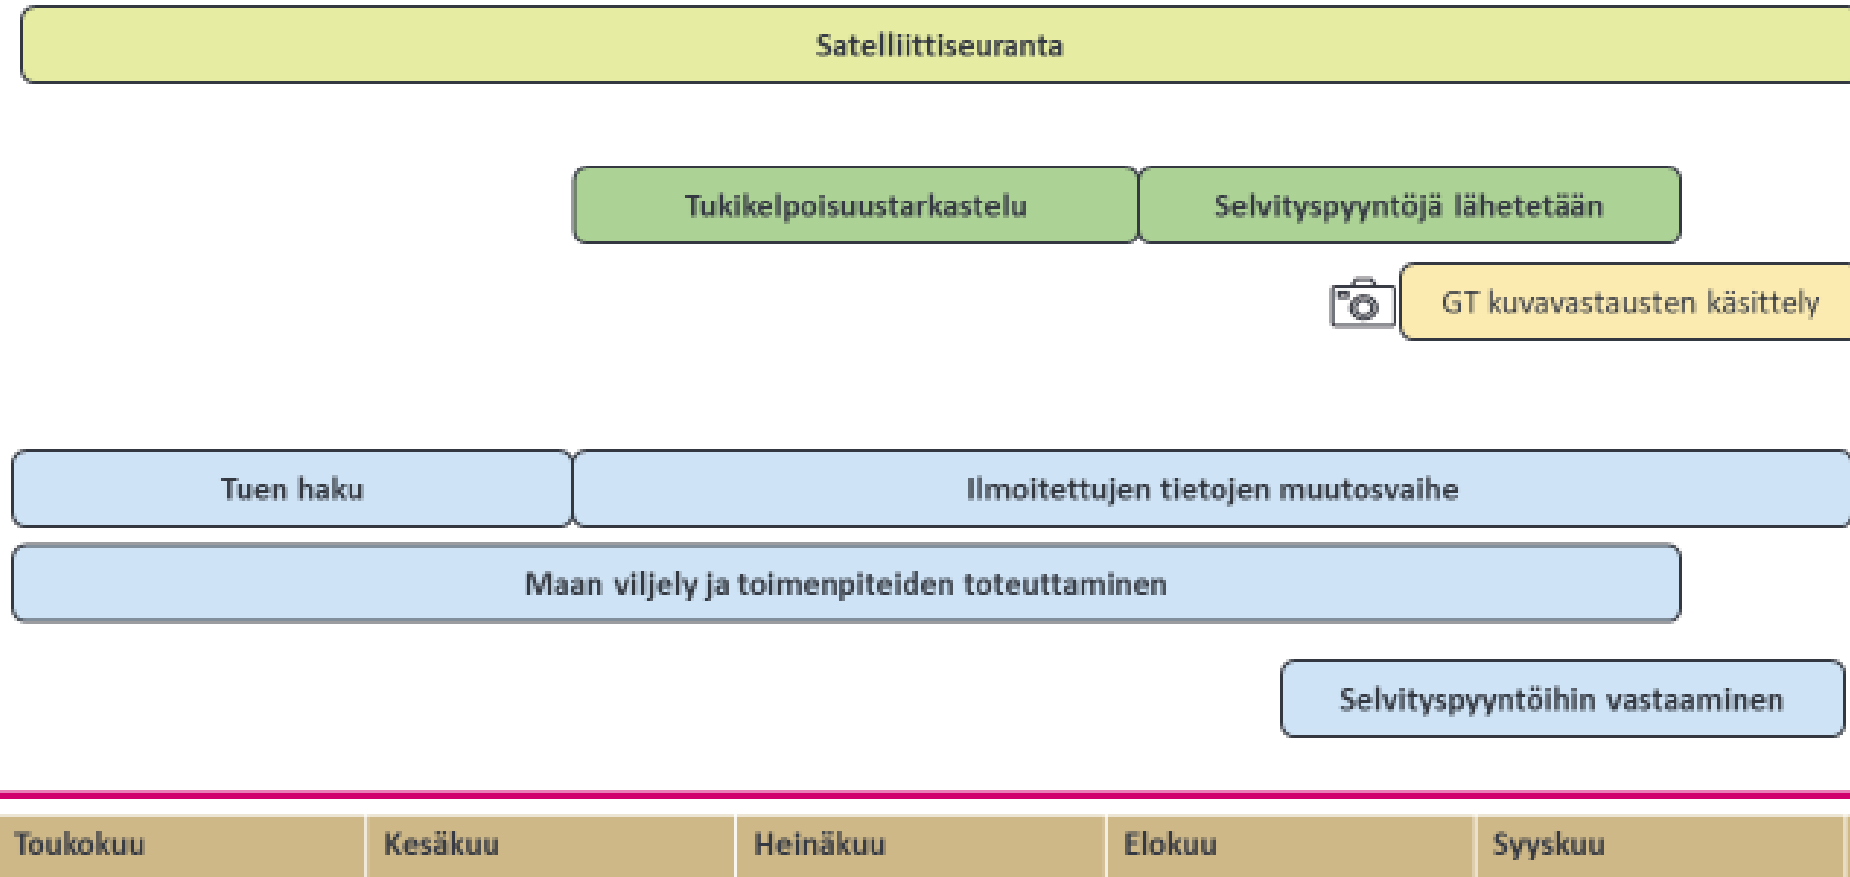 Satelliittiseuranta
Tukikelpoisuustarkastelu
Selvityspyyntöjä lähetetään
GT kuvavastausten käsittely
Tuen haku
Ilmoitettujen tietojen muutosvaihe
Maan viljely ja toimenpiteiden toteuttaminen
Selvityspyyntöihin vastaaminen
Toukokuu
Kesäkuu
Heinäkuu
Elokuu
Syyskuu